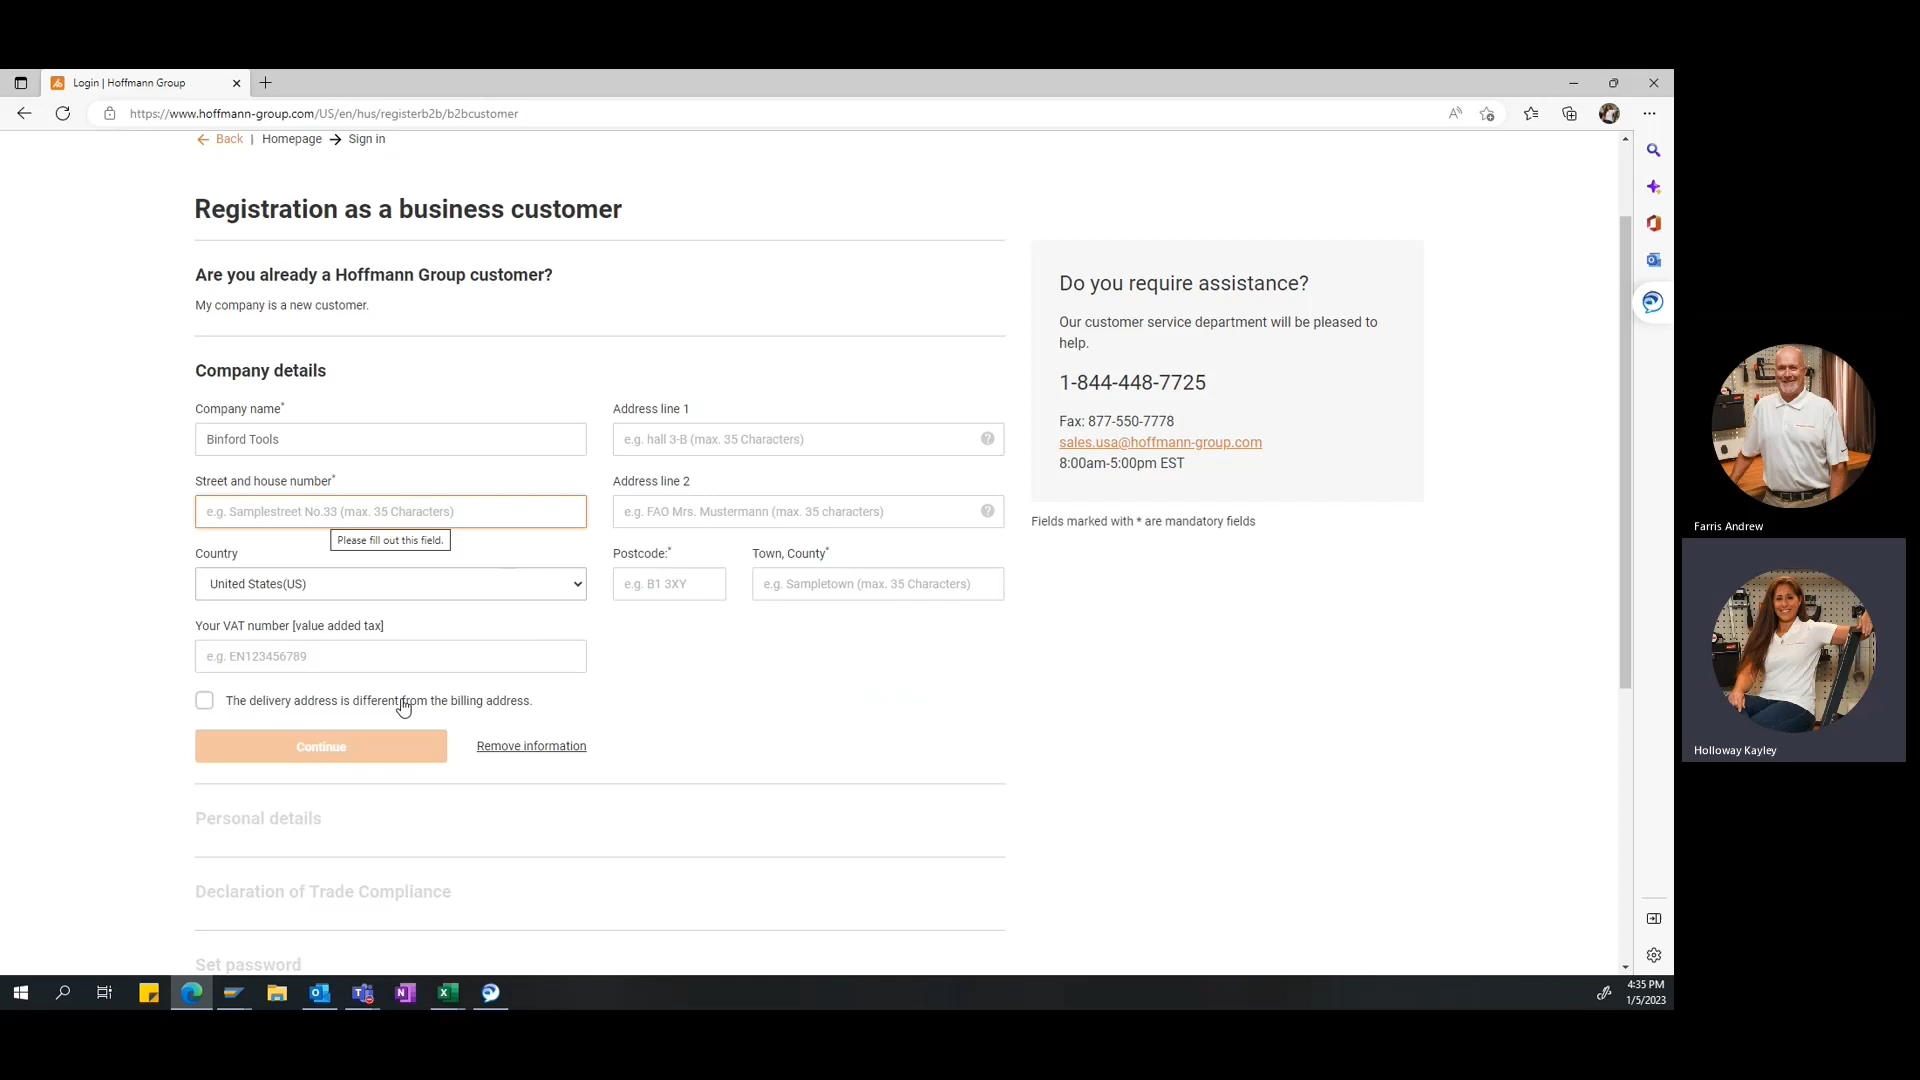 Login | Hoffmann Group
https://www.hoffmann-group.com/US/en/hus/registerb2b/b2bcustomer
Back | Homepage → Sign in
Registration as a business customer
Are you already a Hoffmann Group customer?
My company is a new customer.
Company details
Company name*
Binford Tools
Address line 1
e.g. hall 3-B (max. 35 Characters)
Street and house number*
e.g. Samplestreet No.33 (max. 35 Characters)
Please fill out this field.
Address line 2
e.g. FAO Mrs. Mustermann (max. 35 characters)
Country
United States(US)
Postcode:*
e.g. B1 3XY
Town, County*
e.g. Sampletown (max. 35 Characters)
Your VAT number [value added tax]
e.g. EN123456789
The delivery address is different from the billing address.
Continue
Remove information
Personal details
Declaration of Trade Compliance
Set password
Do you require assistance?
Our customer service department will be pleased to
help.
1-844-448-7725
Fax: 877-550-7778
sales.usa@hoffmann-group.com
8:00am-5:00pm EST
Fields marked with * are mandatory fields
Farris Andrew
Holloway Kayley
4:35 PM
1/5/2023